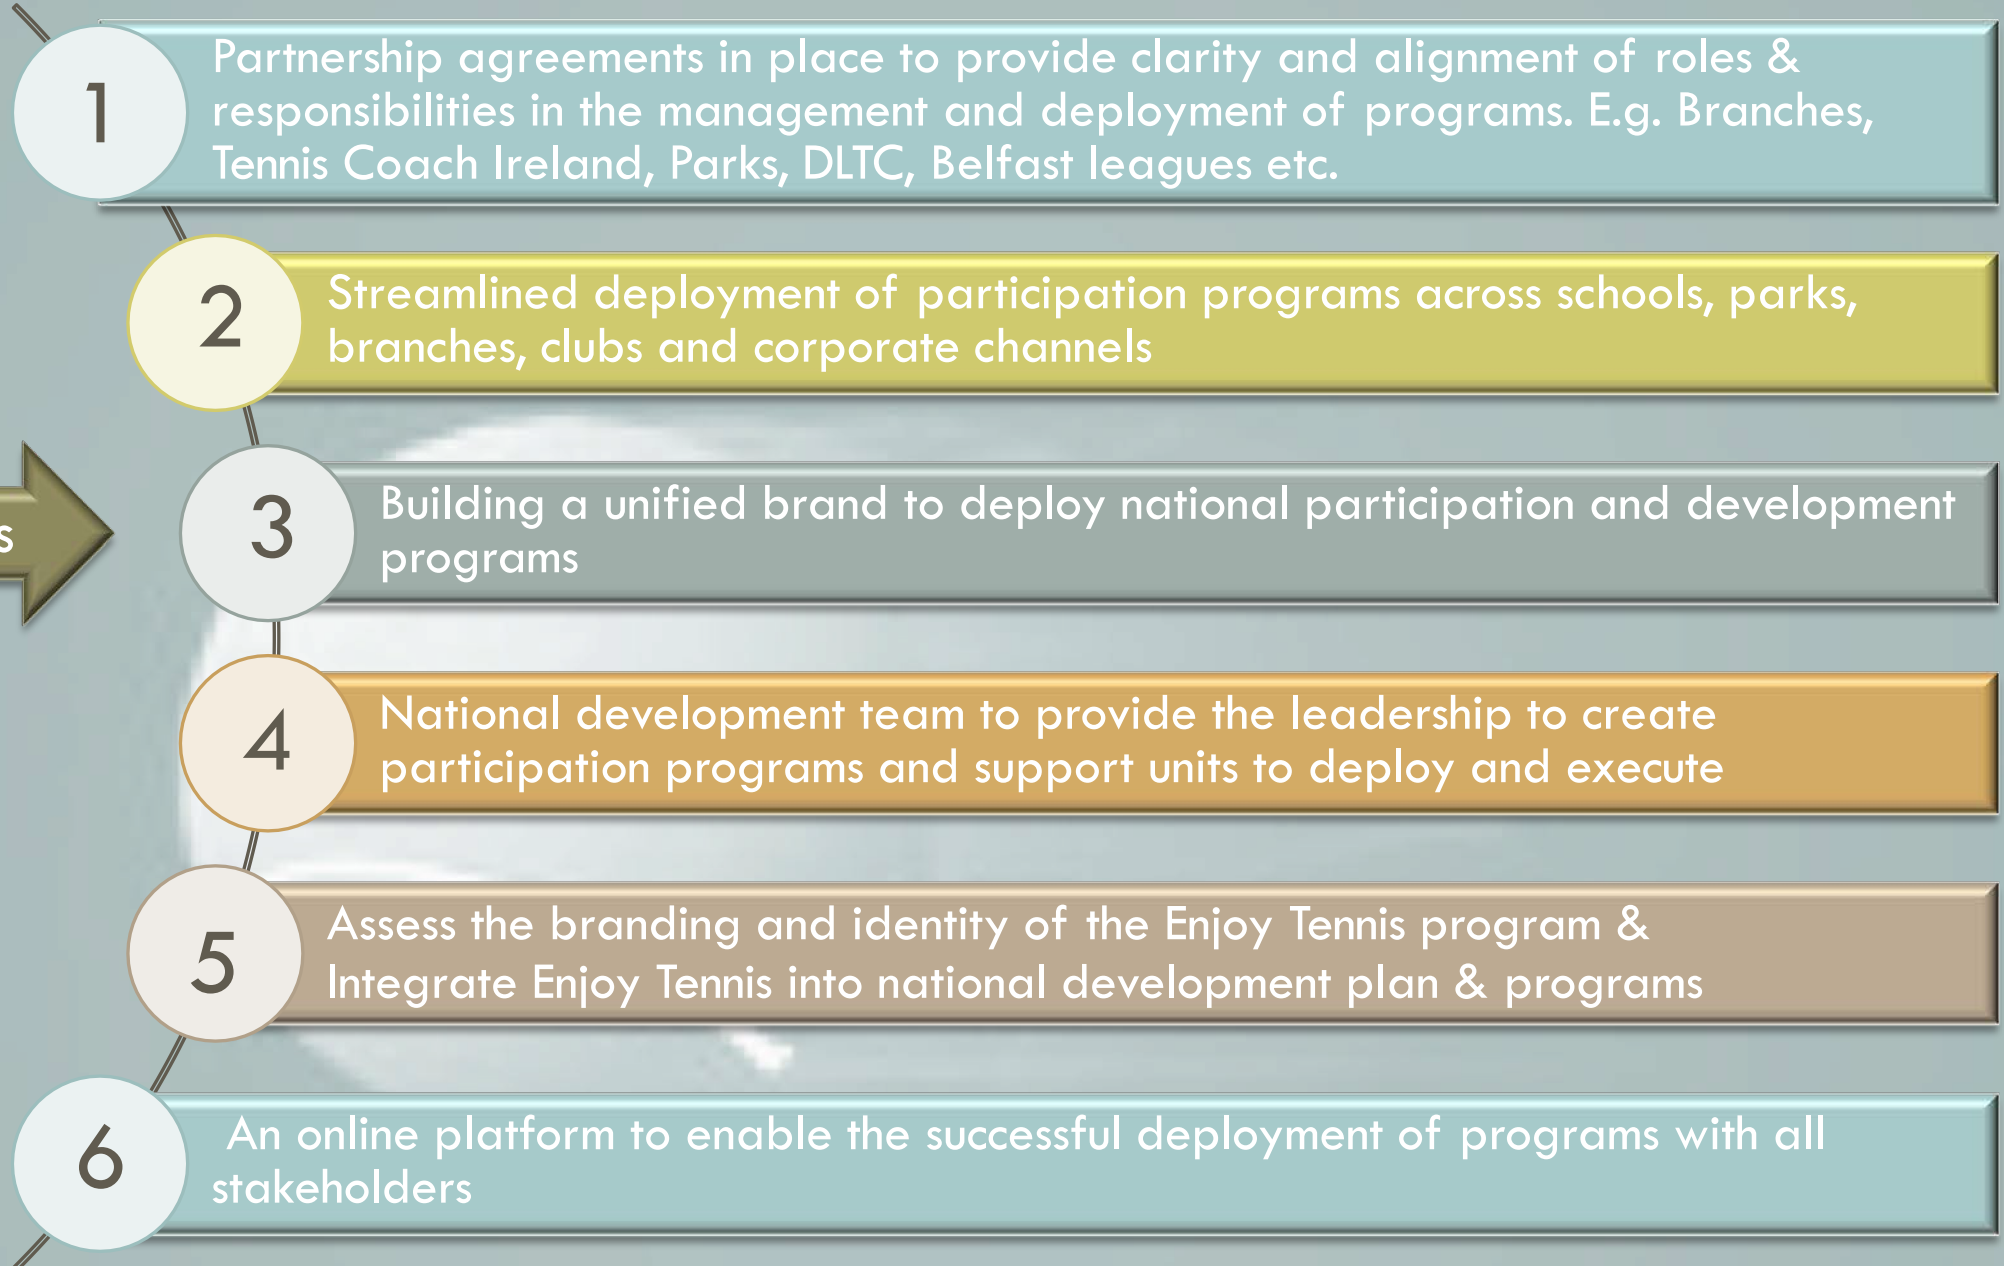 1
Partnership agreements in place to provide clarity and alignment of roles &
responsibilities in the management and deployment of programs. E.g. Branches,
Tennis Coach Ireland, Parks, DLTC, Belfast leagues etc.
2
Streamlined deployment of participation programs across schools, parks,
branches, clubs and corporate channels
s
3
Building a unified brand to deploy national participation and development
programs
4
National development team to provide the leadership to create
participation programs and support units to deploy and execute
5
Assess the branding and identity of the Enjoy Tennis program &
Integrate Enjoy Tennis into national development plan & programs
6
An online platform to enable the successful deployment of programs with all
stakeholders